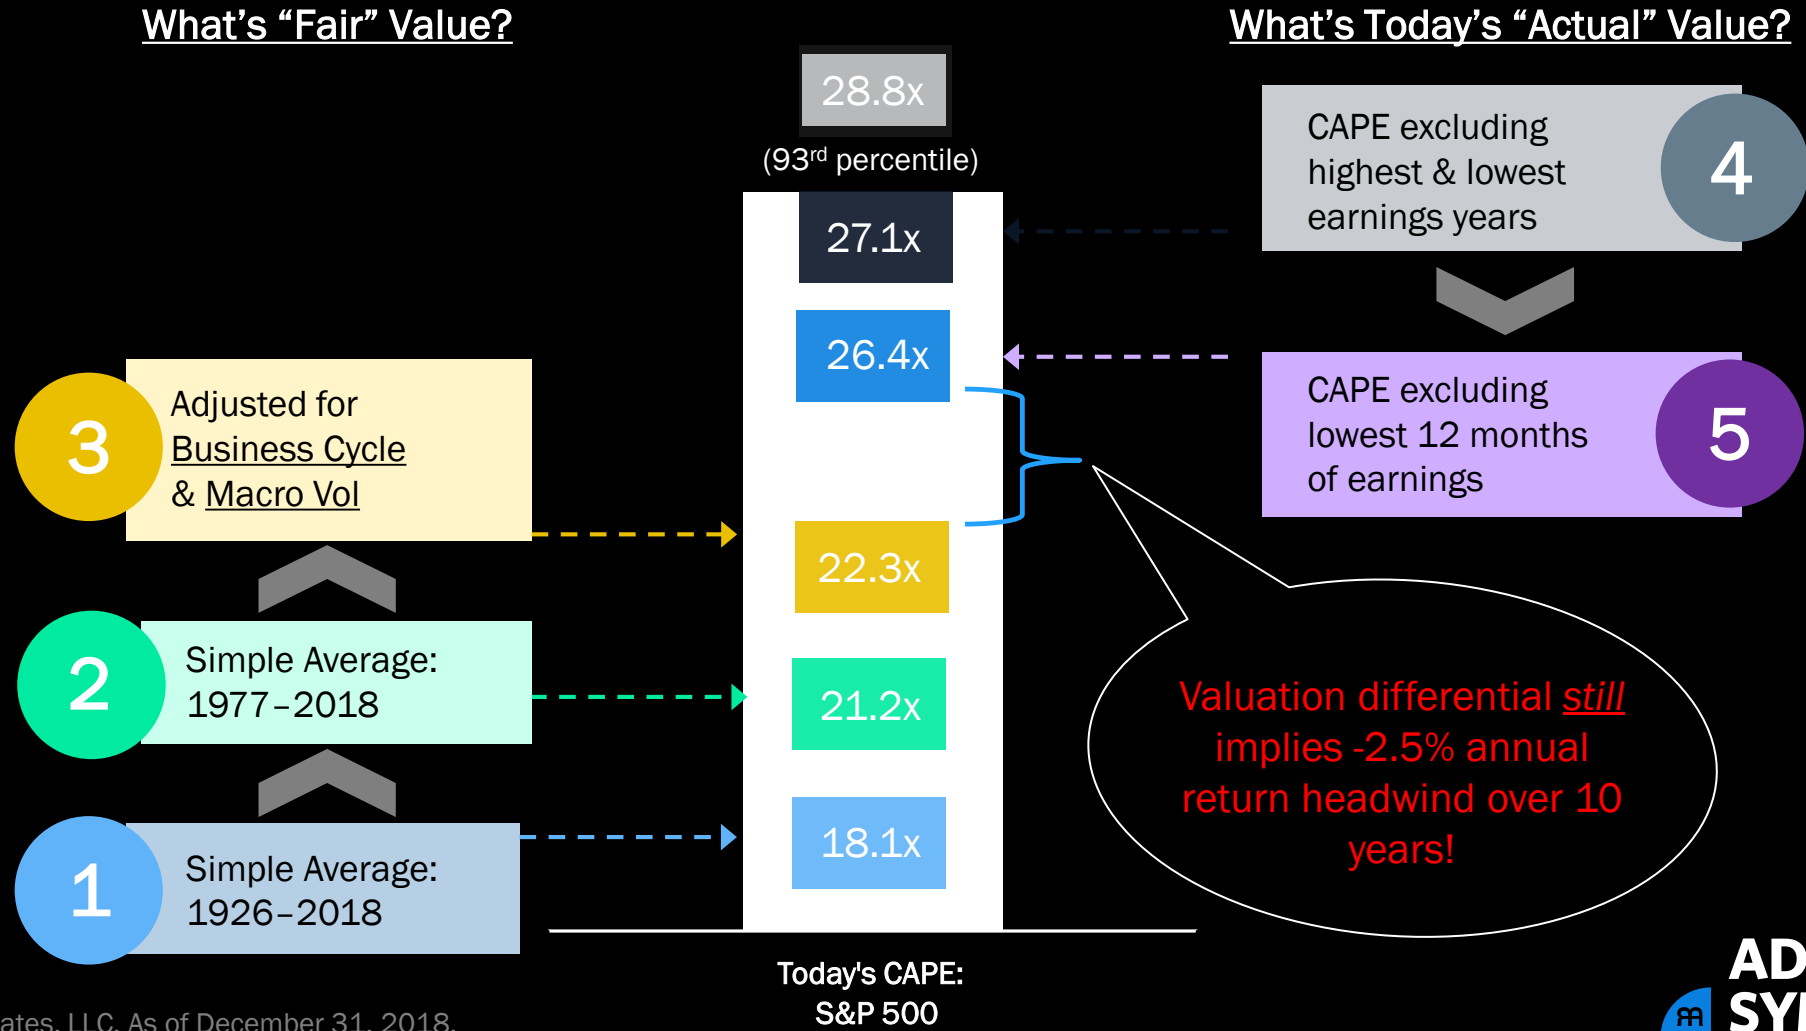 What's “Fair” Value?
What's Today's “Actual” Value?
28.8x
(93rd percentile)
27.1x
26.4x
22.3x
21.2x
18.1x
3
Adjusted for
Business Cycle
& Macro Vol
2
Simple Average:
1977–2018
1
Simple Average:
1926–2018
CAPE excluding
highest & lowest
earnings years
4
CAPE excluding
lowest 12 months
of earnings
5
Valuation differential still
implies -2.5% annual
return headwind over 10
years!
Today's CAPE:
S&P 500
LLC. As of December 31, 2018.